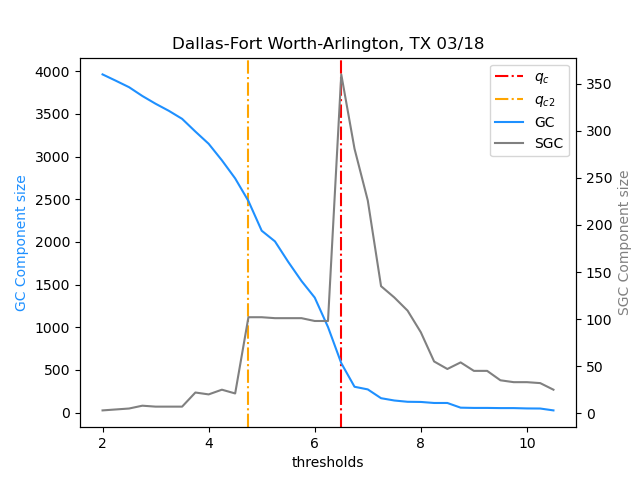 Dallas-Fort Worth-Arlington, TX 03/18
4000
3500
3000
2500
2000
1500
1000
500
0
GC Component size
2
4
6
8
10
thresholds
350
300
250
200
150
100
50
0
SGC Component size
q_c
q_{c2}
GC
SGC